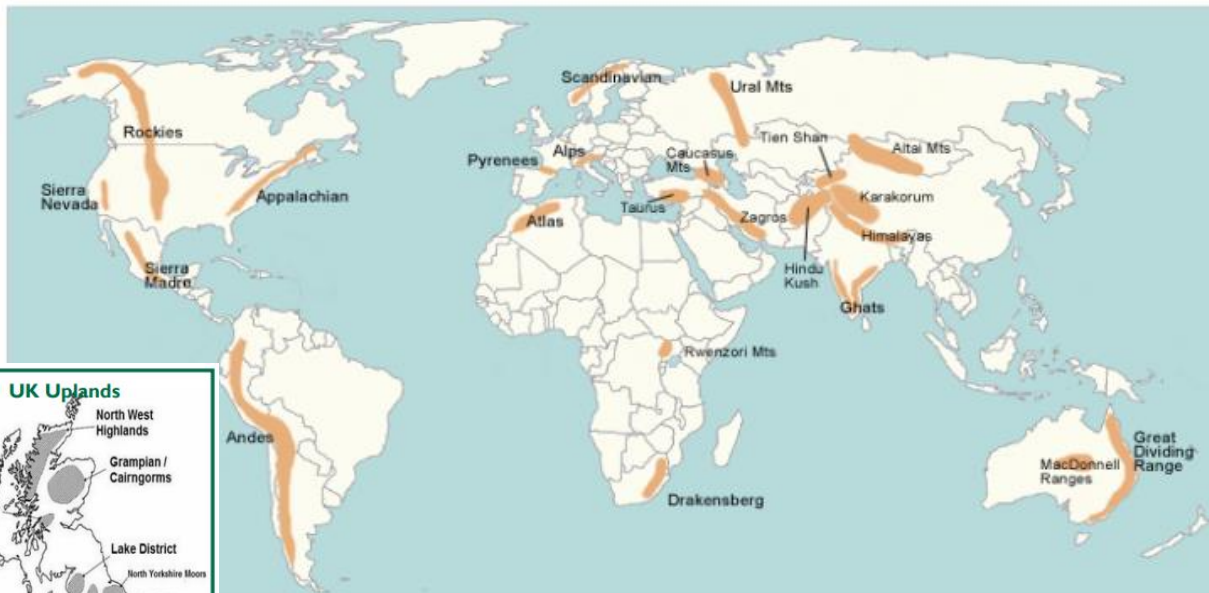 Scandinavian
Ural Mts
Rockies
Tien Shan
Altai Mts
Pyrenees
Alps
Caucasus
Mts
Sierra
Nevada
Appalachian
Taurus
Karakorum
Atlas
Zagros
Himalayas
Sierra
Madre
Hindu
Kush
Ghats
Rwenzori Mts
Andes
Great
Dividing
Range
MacDonnell
Ranges
Drakensberg
UK Uplands
North West
Highlands
Grampian /
Cairngorms
Lake District
North Yorkshire Moors